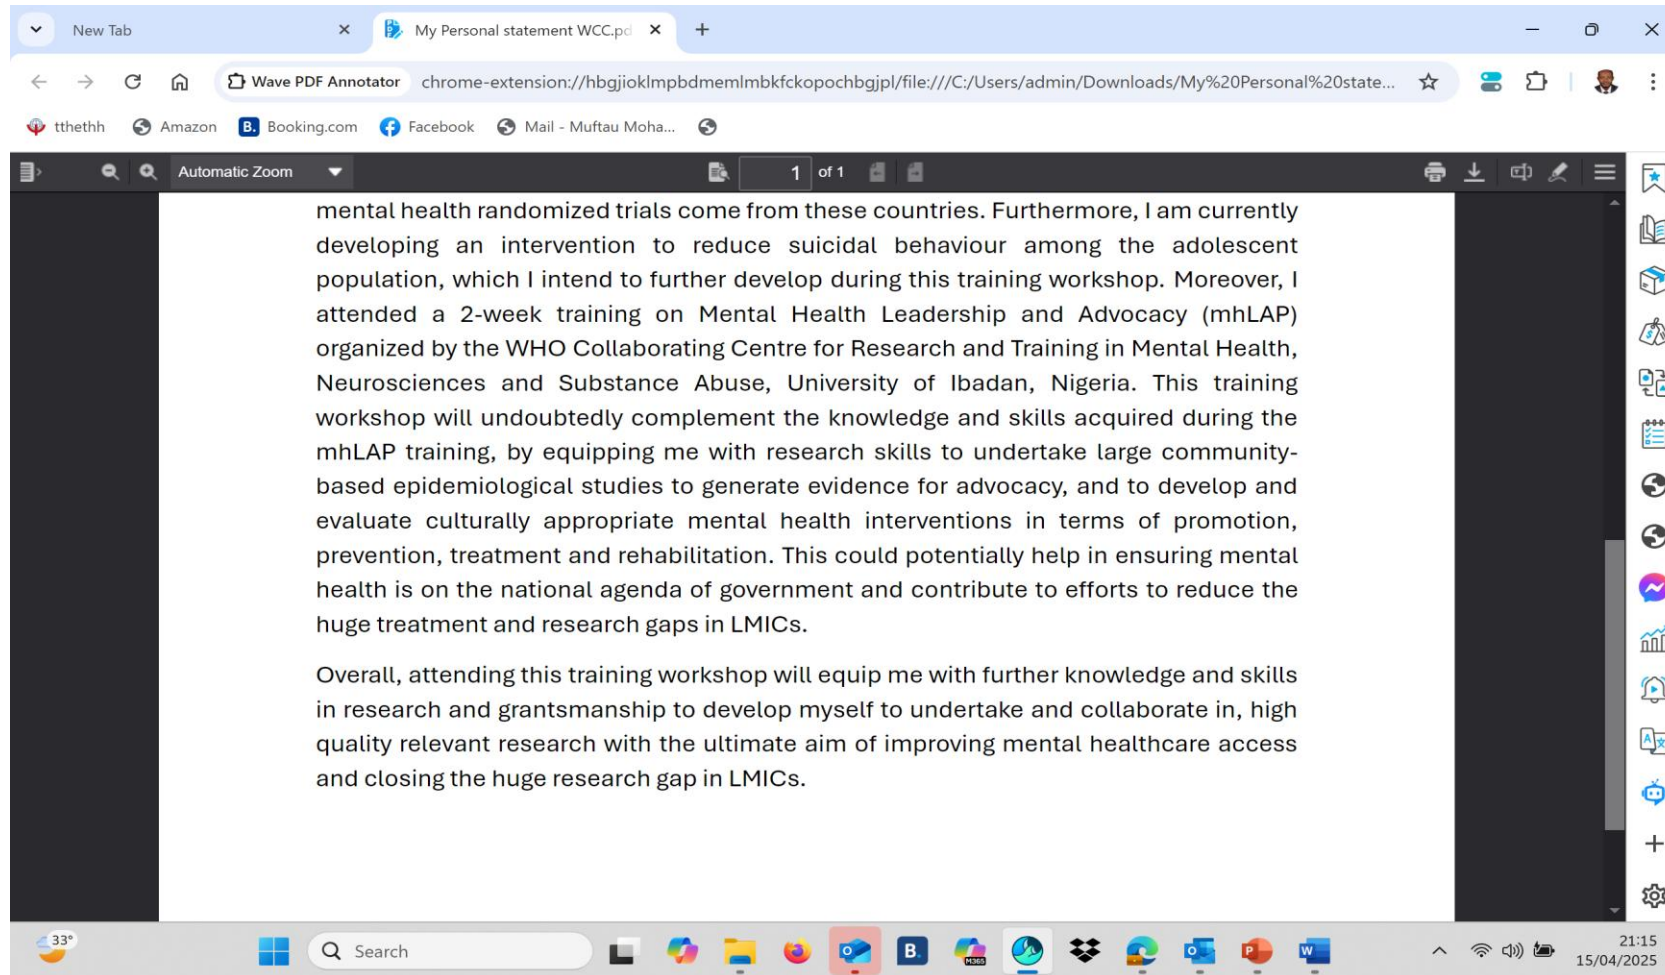 New Tab
My Personal statement WCC.pd
Wave PDF Annotator
chrome-extension://hbgjioklmpbdmemlmbkfckopochbgjpl/file:///C:/Users/admin/Downloads/My%20Personal%20state...
tthethh
Amazon
B. Booking.com
Facebook
Mail - Muftau Moha...
Automatic Zoom
1 of 1
mental health randomized trials come from these countries. Furthermore, I am currently
developing an intervention to reduce suicidal behaviour among the adolescent
population, which I intend to further develop during this training workshop. Moreover, I
attended a 2-week training on Mental Health Leadership and Advocacy (mhLAP)
organized by the WHO Collaborating Centre for Research and Training in Mental Health,
Neurosciences and Substance Abuse, University of Ibadan, Nigeria. This training
workshop will undoubtedly complement the knowledge and skills acquired during the
mhLAP training, by equipping me with research skills to undertake large community-
based epidemiological studies to generate evidence for advocacy, and to develop and
evaluate culturally appropriate mental health interventions in terms of promotion,
prevention, treatment and rehabilitation. This could potentially help in ensuring mental
health is on the national agenda of government and contribute to efforts to reduce the
huge treatment and research gaps in LMICs.
Overall, attending this training workshop will equip me with further knowledge and skills
in research and grantsmanship to develop myself to undertake and collaborate in, high
quality relevant research with the ultimate aim of improving mental healthcare access
and closing the huge research gap in LMICs.
33°
Search
B.
M365
21:15
15/04/2025